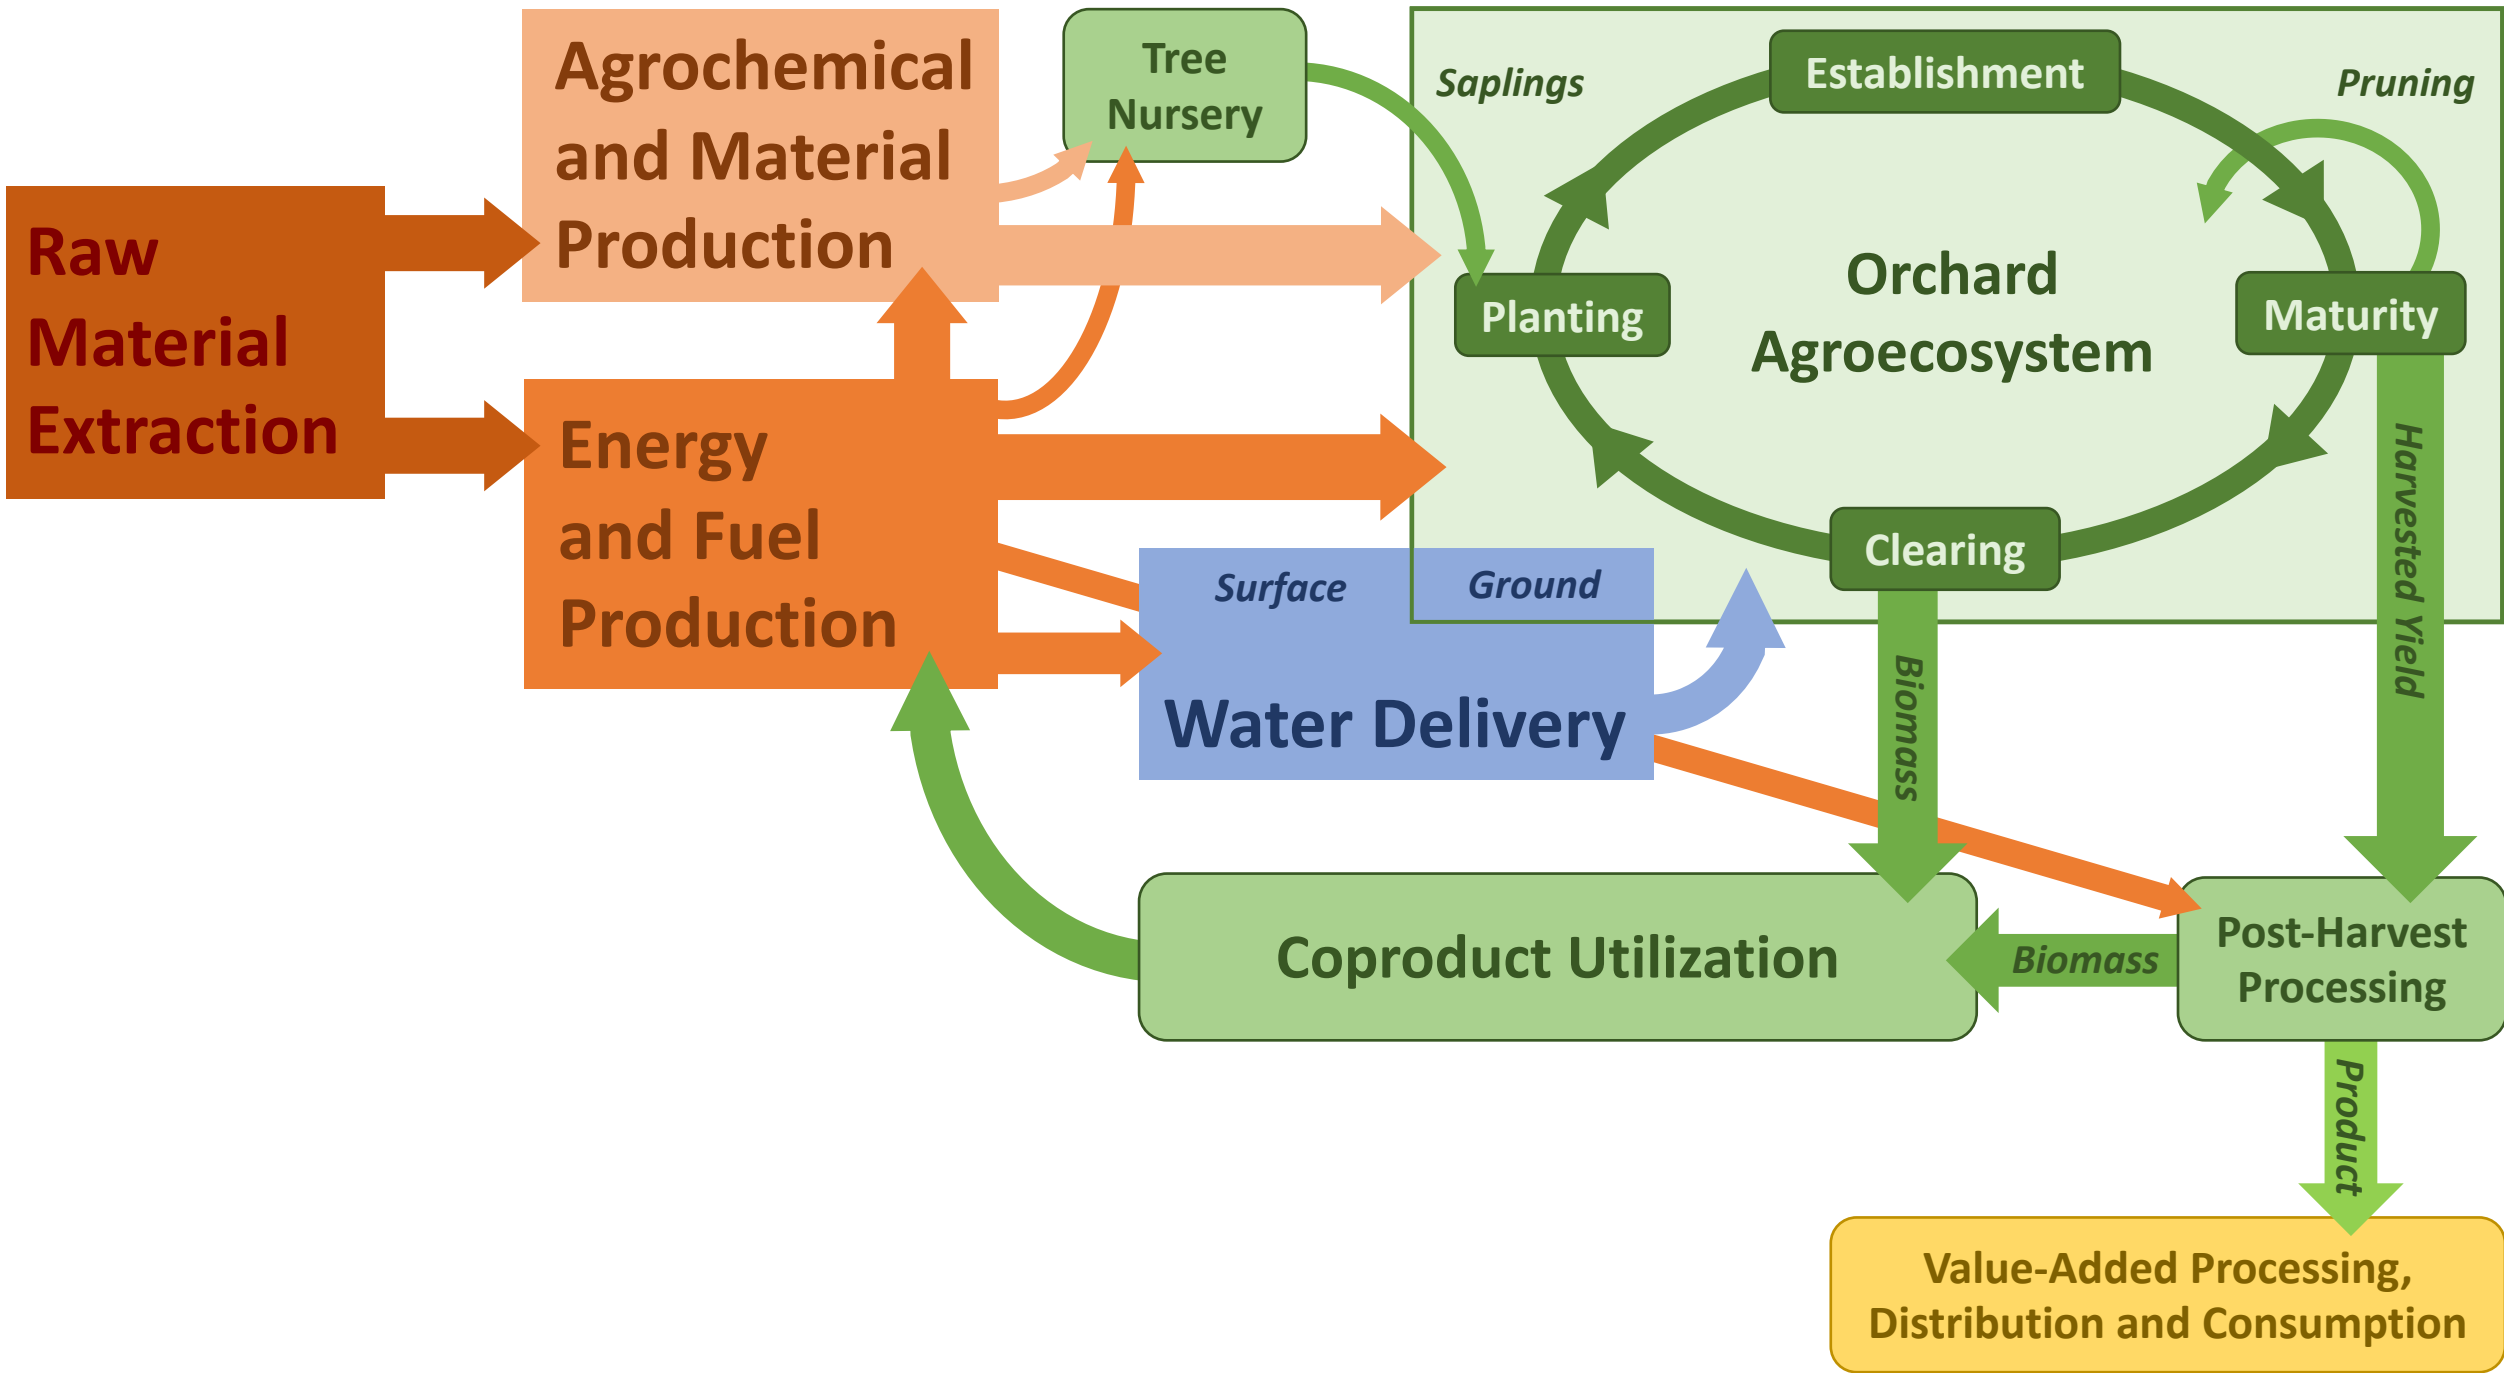 Raw
Material
Extraction
Agrochemical
and Material
Production
Energy
and Fuel
Production
Tree
Nursery
Saplings
Establishment
Pruning
Planting
Orchard
Agroecosystem
Maturity
Clearing
Surface
Ground
Water Delivery
Biomass
Harvested Yield
Coproduct Utilization
Biomass
Post-Harvest
Processing
Product
Value-Added Processing,
Distribution and Consumption